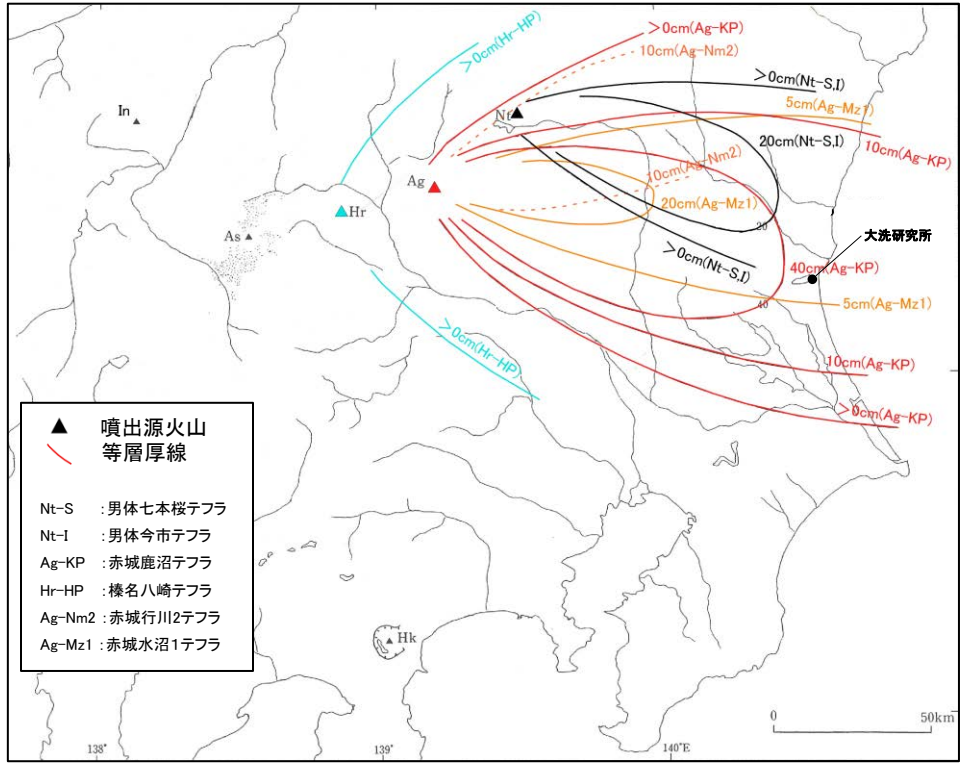 >0cm(Hr-HP)
>0cm(Ag-KP)
10cm(Ag-Nm2)
>0cm(Nt-S,I)
5cm(Ag-Mz1)
In
Nt
20cm(Nt-S,I)
10cm(Ag-KP)
10cm(Ag-Nm2)
Ag
20cm(Ag-Mz1)
Hr
As
20
大洗研究所
>0cm(Nt-S,I)
40cm(Ag-KP)
40
5cm(Ag-Mz1)
>0cm(Hr-HP)
10cm(Ag-KP)
>0cm(Ag-KP)
噴出源火山
等層厚線
Nt-S :男体七本桜テフラ
Nt-I :男体今市テフラ
Ag-KP :赤城鹿沼テフラ
Hr-HP :榛名八崎テフラ
Ag-Nm2 :赤城行川2テフラ
Ag-Mz1 :赤城水沼1テフラ
Hk
0 50km
138° 139° 140°E